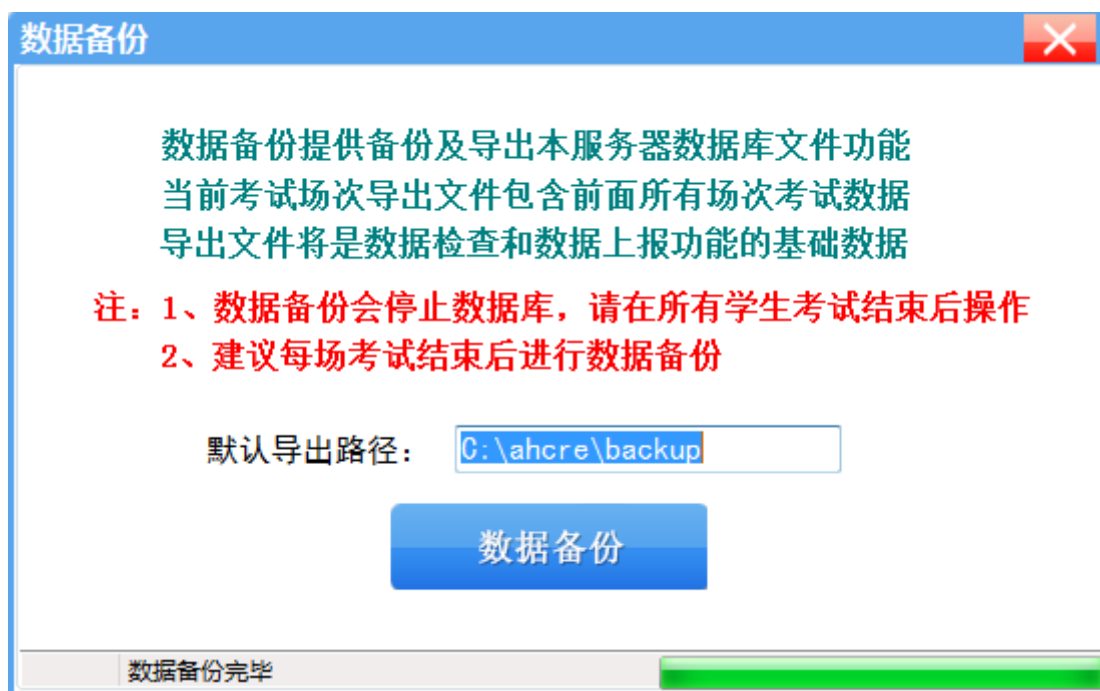 数据备份
数据备份提供备份及导出本服务器数据库文件功能
当前考试场次导出文件包含前面所有场次考试数据
导出文件将是数据检查和数据上报功能的基础数据
注：1、数据备份会停止数据库，请在所有学生考试结束后操作
2、建议每场考试结束后进行数据备份
默认导出路径： C:\ahcre\backup
数据备份
数据备份完毕